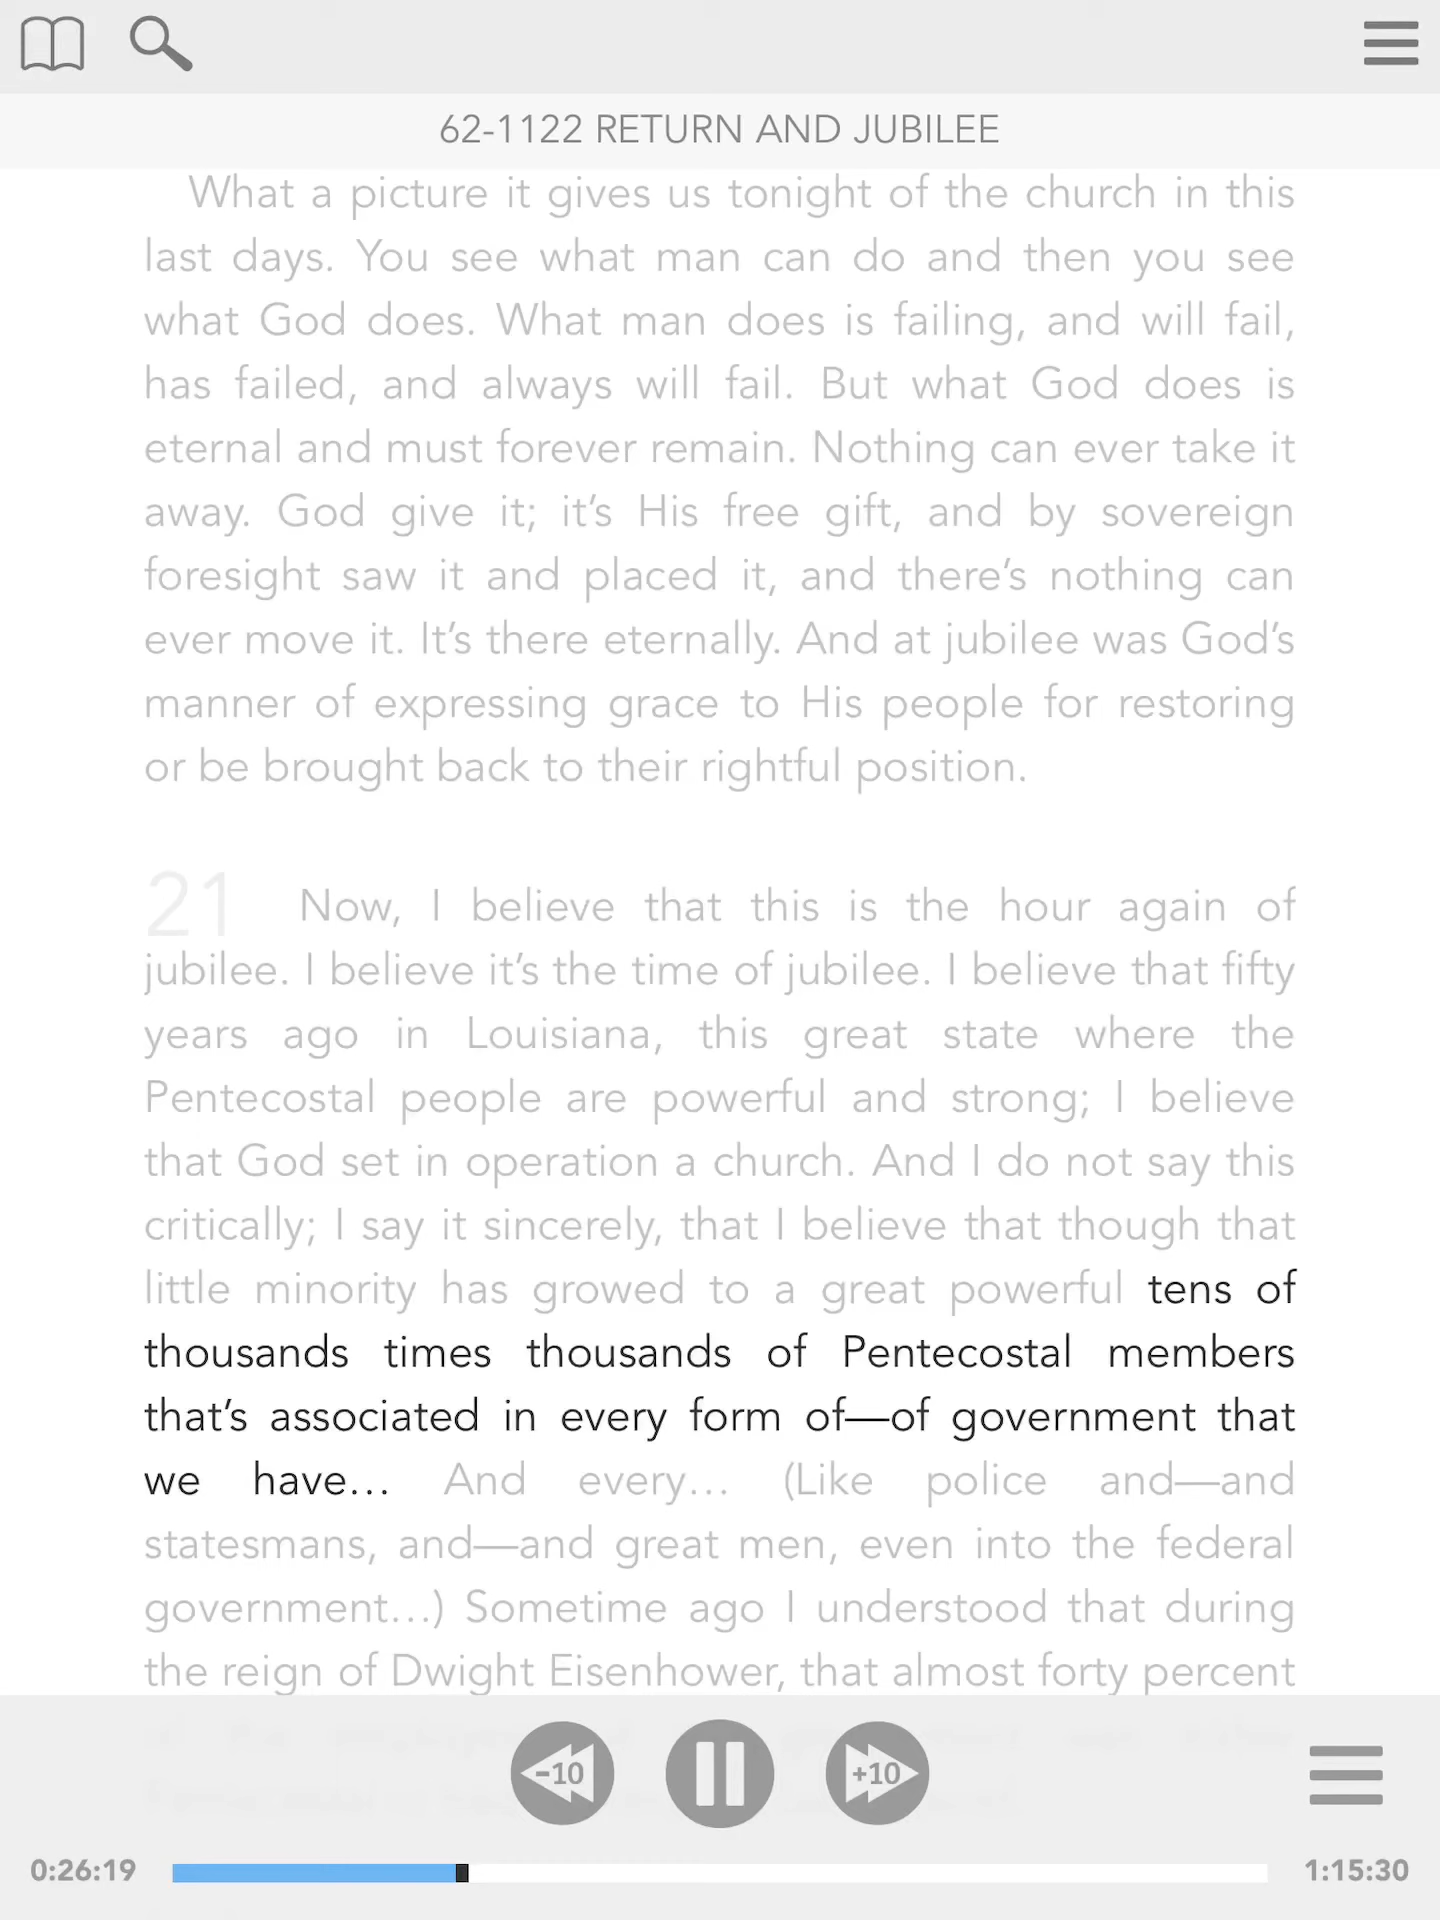 62-1122 RETURN AND JUBILEE
What a picture it gives us tonight of the church in this
last days. You see what man can do and then you see
what God does. What man does is failing, and will fail,
has failed, and always will fail. But what God does is
eternal and must forever remain. Nothing can ever take it
away. God give it; it’s His free gift, and by sovereign
foresight saw it and placed it, and there’s nothing can
ever move it. It’s there eternally. And at jubilee was God’s
manner of expressing grace to His people for restoring
or be brought back to their rightful position.
21 Now, I believe that this is the hour again of
jubilee. I believe it’s the time of jubilee. I believe that fifty
years ago in Louisiana, this great state where the
Pentecostal people are powerful and strong; I believe
that God set in operation a church. And I do not say this
critically; I say it sincerely, that I believe that though that
little minority has growed to a great powerful tens of
thousands times thousands of Pentecostal members
that’s associated in every form of—of government that
we have… And every… (Like police and—and
statesmans, and—and great men, even into the federal
government…) Sometime ago I understood that during
the reign of Dwight Eisenhower, that almost forty percent
-10 +10
0:26:19 1:15:30